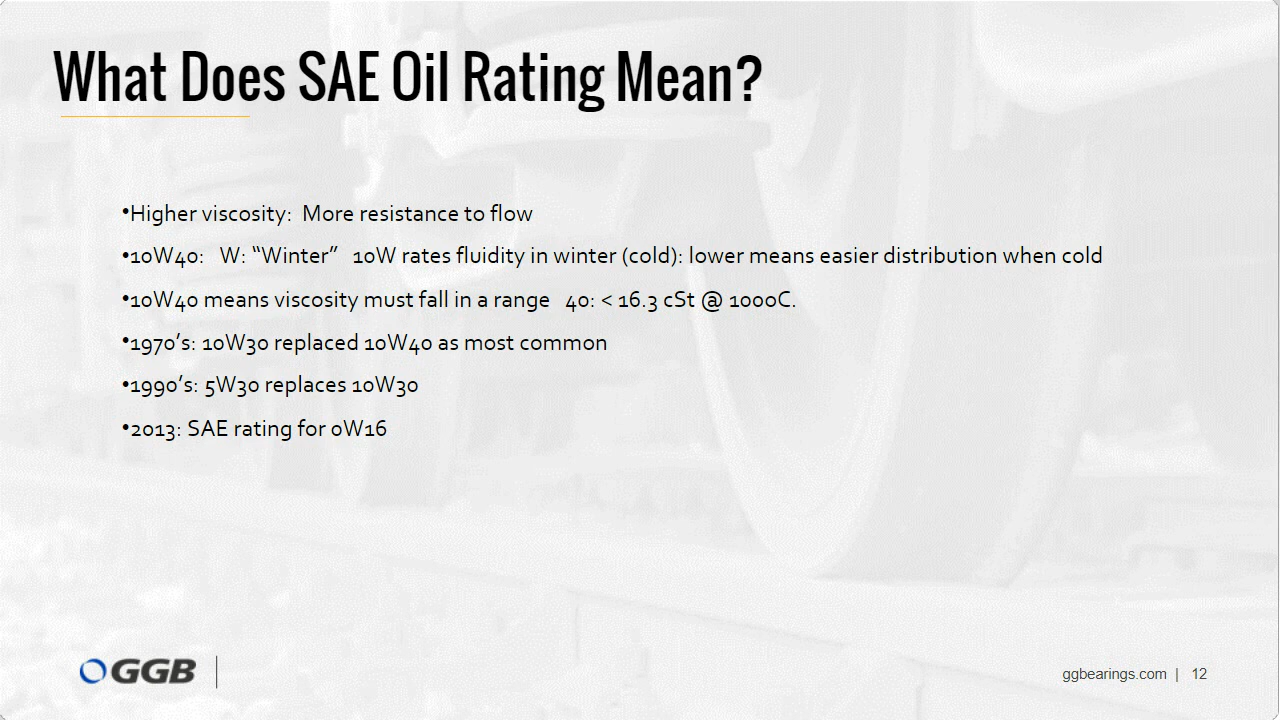 What Does SAE Oil Rating Mean?
•Higher viscosity:  More resistance to flow
•10W40:   W: “Winter”   10W rates fluidity in winter (cold): lower means easier distribution when cold
•10W40 means viscosity must fall in a range   40: < 16.3 cSt @ 1000C.
•1970’s: 10W30 replaced 10W40 as most common
•1990’s: 5W30 replaces 10W30
•2013: SAE rating for 0W16
GGB
ggbearings.com | 12